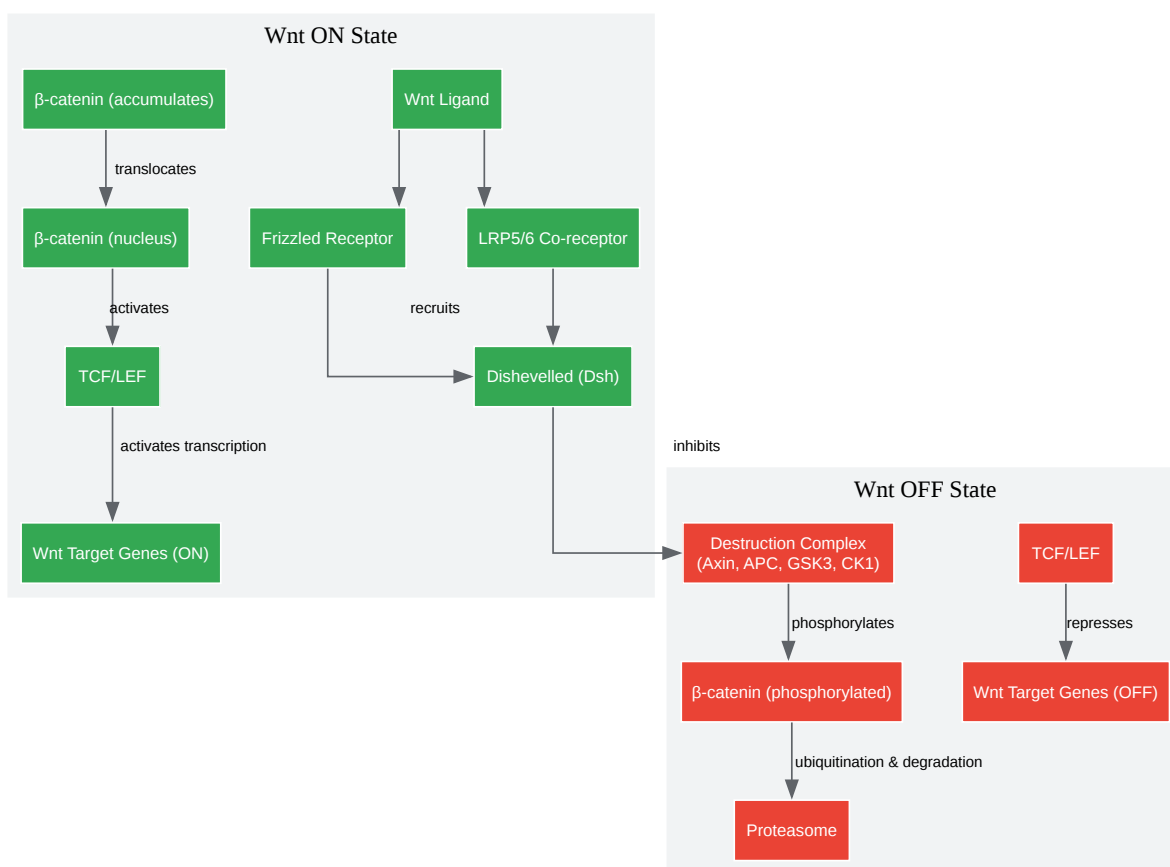 Wnt ON State
β-catenin (accumulates)
Wnt Ligand
translocates
β-catenin (nucleus)
Frizzled Receptor
LRP5/6 Co-receptor
activates
recruits
TCF/LEF
Dishevelled (Dsh)
activates transcription
inhibits
Wnt Target Genes (ON)
Wnt OFF State
Destruction Complex
(Axin, APC, GSK3, CK1)
TCF/LEF
phosphorylates
represses
β-catenin (phosphorylated)
Wnt Target Genes (OFF)
ubiquitination & degradation
Proteasome